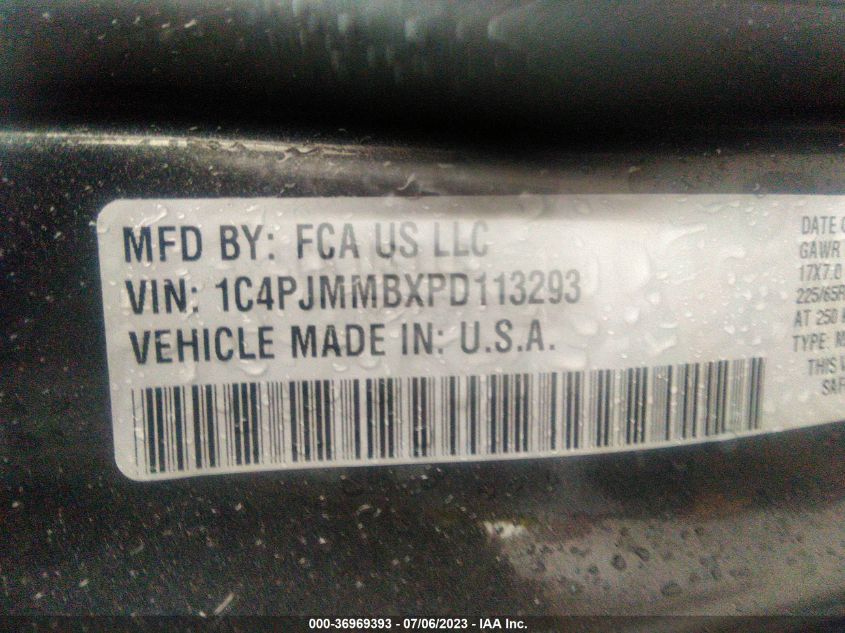 MFD BY: FCA US LLC
VIN: 1C4PJMMBXPD113293
VEHICLE MADE IN: U.S.A.
DATE O
GAWR
17X7.0
225/65R
AT 250 K
TYPE: M
THIS V
SAF
000-36969393 - 07/06/2023 - IAA Inc.